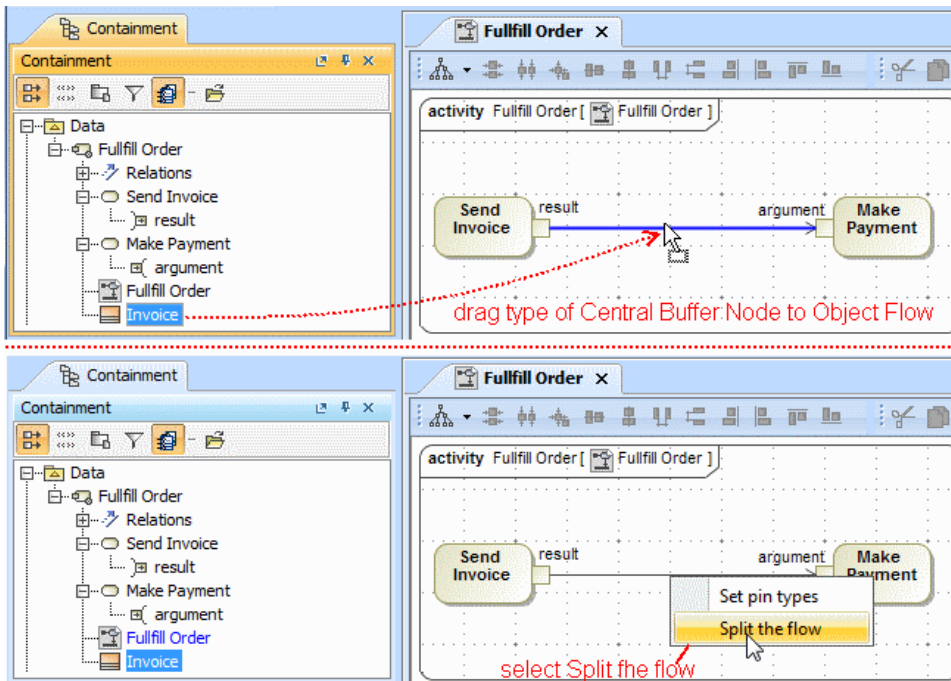 Containment
Containment
Data
Fullfill Order
Relations
Send Invoice
result
Make Payment
argument
Fullfill Order
Invoice
Fullfill Order X
activity Fullfill Order [ Fullfill Order ]
Send
Invoice
result
argument
Make
Payment
drag type of Central Buffer Node to Object Flow
Containment
Containment
Data
Fullfill Order
Relations
Send Invoice
result
Make Payment
argument
Fullfill Order
Invoice
Fullfill Order X
activity Fullfill Order [ Fullfill Order ]
Send
Invoice
result
argument
Make
Payment
Set pin types
Split the flow
select Split the flow